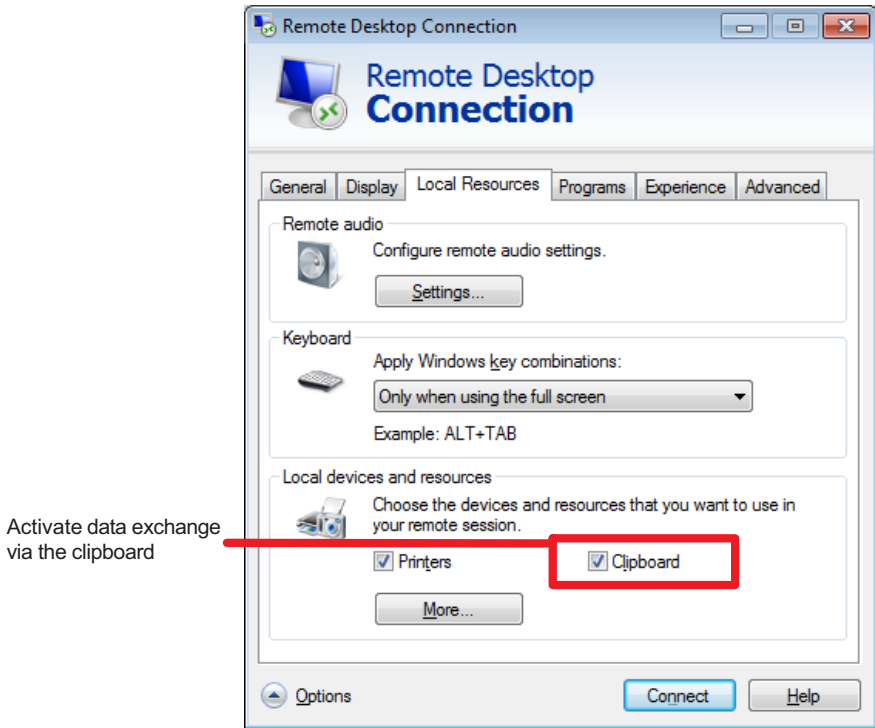 Remote Desktop Connection
Remote Desktop
Connection
General Display Local Resources Programs Experience Advanced
Remote audio
Configure remote audio settings.
Settings...
Keyboard
Apply Windows key combinations:
Only when using the full screen
Example: ALT+TAB
Local devices and resources
Choose the devices and resources that you want to use in
your remote session.
Activate data exchange
via the clipboard
Printers Clipboard
More...
Options Connect Help